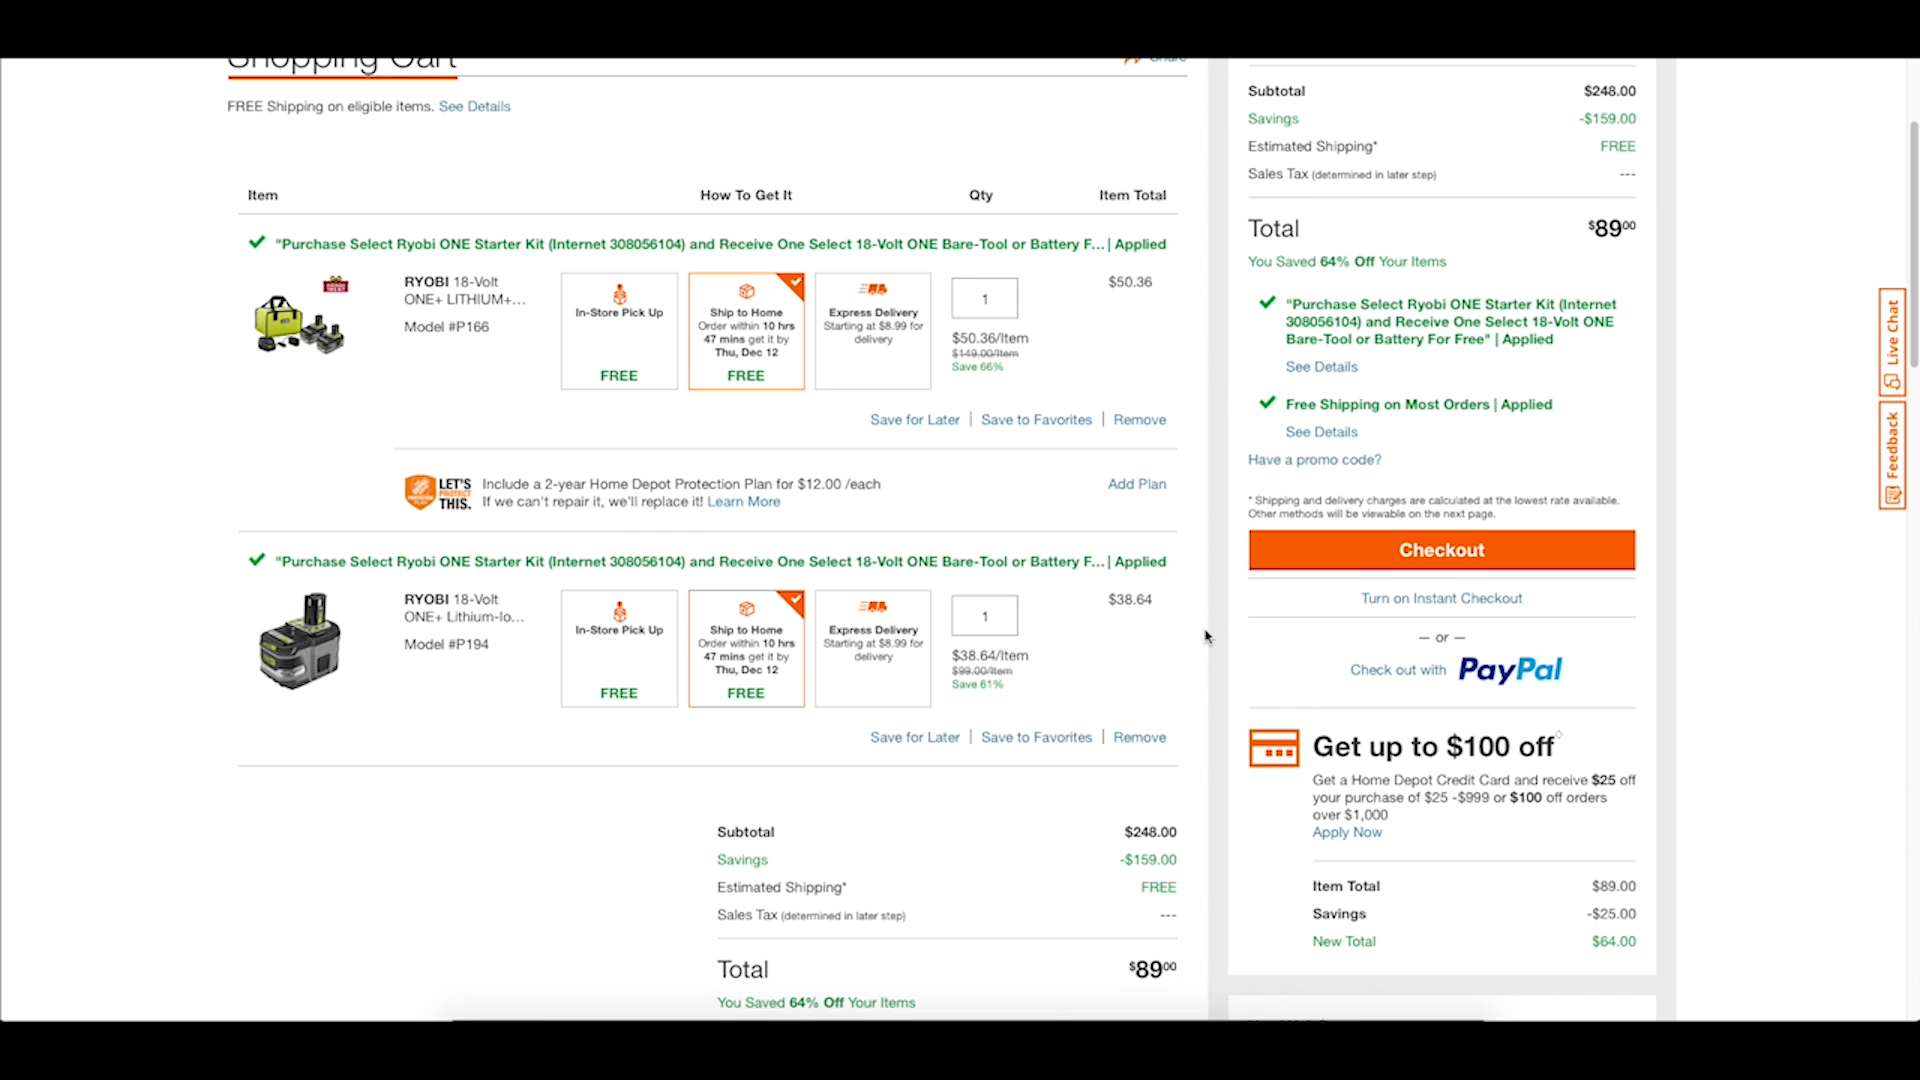 Shopping Cart
Share
FREE Shipping on eligible items. See Details
Item How To Get It Qty Item Total
"Purchase Select Ryobi ONE Starter Kit (Internet 308056104) and Receive One Select 18-Volt ONE Bare-Tool or Battery F... | Applied
RYOBI 18-Volt
ONE+ LITHIUM+...
Model #P166
In-Store Pick Up
FREE
Ship to Home
Order within 10 hrs
47 mins get it by
Thu, Dec 12
FREE
Express Delivery
Starting at $8.99 for
delivery
1
$50.36/Item
$149.00/Item
Save 66%
$50.36
Save for Later | Save to Favorites | Remove
LET'S
PROTECT
THIS.
Include a 2-year Home Depot Protection Plan for $12.00 /each
If we can't repair it, we'll replace it! Learn More
Add Plan
"Purchase Select Ryobi ONE Starter Kit (Internet 308056104) and Receive One Select 18-Volt ONE Bare-Tool or Battery F... | Applied
RYOBI 18-Volt
ONE+ Lithium-Io...
Model #P194
In-Store Pick Up
FREE
Ship to Home
Order within 10 hrs
47 mins get it by
Thu, Dec 12
FREE
Express Delivery
Starting at $8.99 for
delivery
1
$38.64/Item
$99.00/Item
Save 61%
$38.64
Save for Later | Save to Favorites | Remove
Subtotal $248.00
Savings -$159.00
Estimated Shipping* FREE
Sales Tax (determined in later step) ---
Total $8900
You Saved 64% Off Your Items
Subtotal $248.00
Savings -$159.00
Estimated Shipping* FREE
Sales Tax (determined in later step) ---
Total $8900
You Saved 64% Off Your Items
"Purchase Select Ryobi ONE Starter Kit (Internet
308056104) and Receive One Select 18-Volt ONE
Bare-Tool or Battery For Free" | Applied
See Details
Free Shipping on Most Orders | Applied
See Details
Have a promo code?
* Shipping and delivery charges are calculated at the lowest rate available.
Other methods will be viewable on the next page.
Checkout
Turn on Instant Checkout
— or —
Check out with PayPal
Get up to $100 off◊
Get a Home Depot Credit Card and receive $25 off
your purchase of $25 -$999 or $100 off orders
over $1,000
Apply Now
Item Total $89.00
Savings -$25.00
New Total $64.00
Live Chat
Feedback